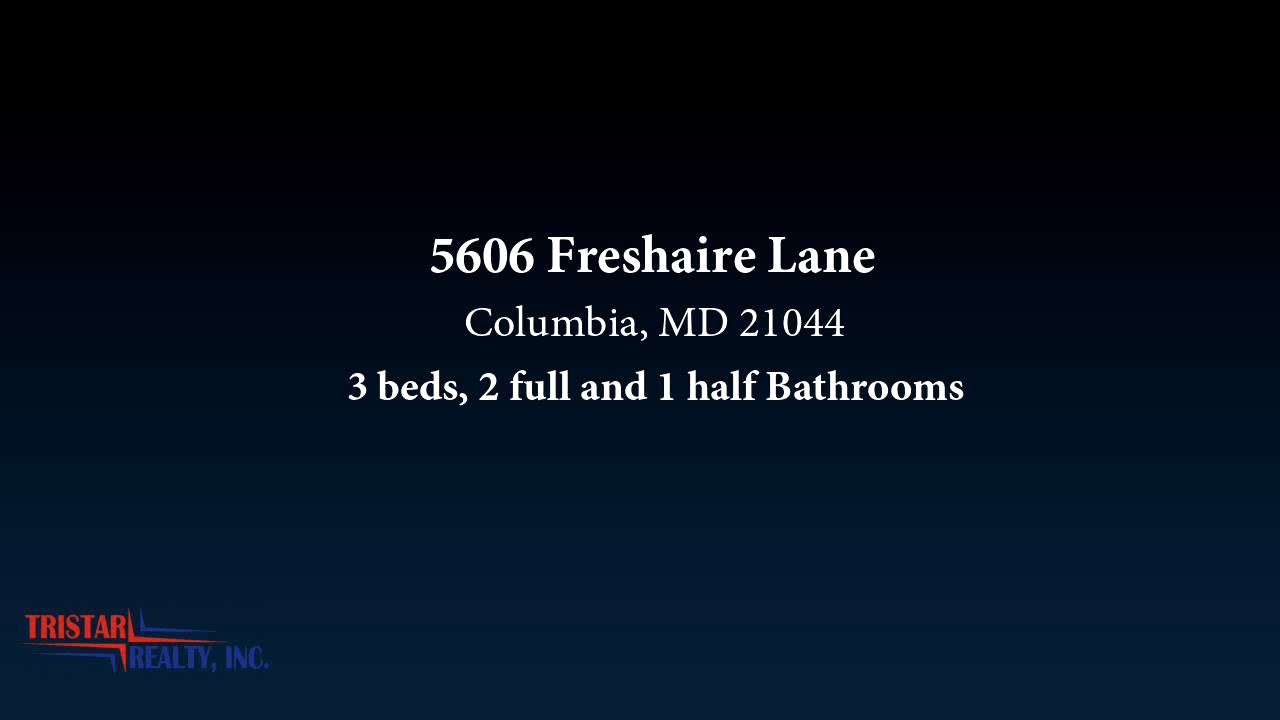 5606 Freshaire Lane
Columbia, MD 21044
3 beds, 2 full and 1 half Bathrooms
TRISTAR
REALTY, INC.